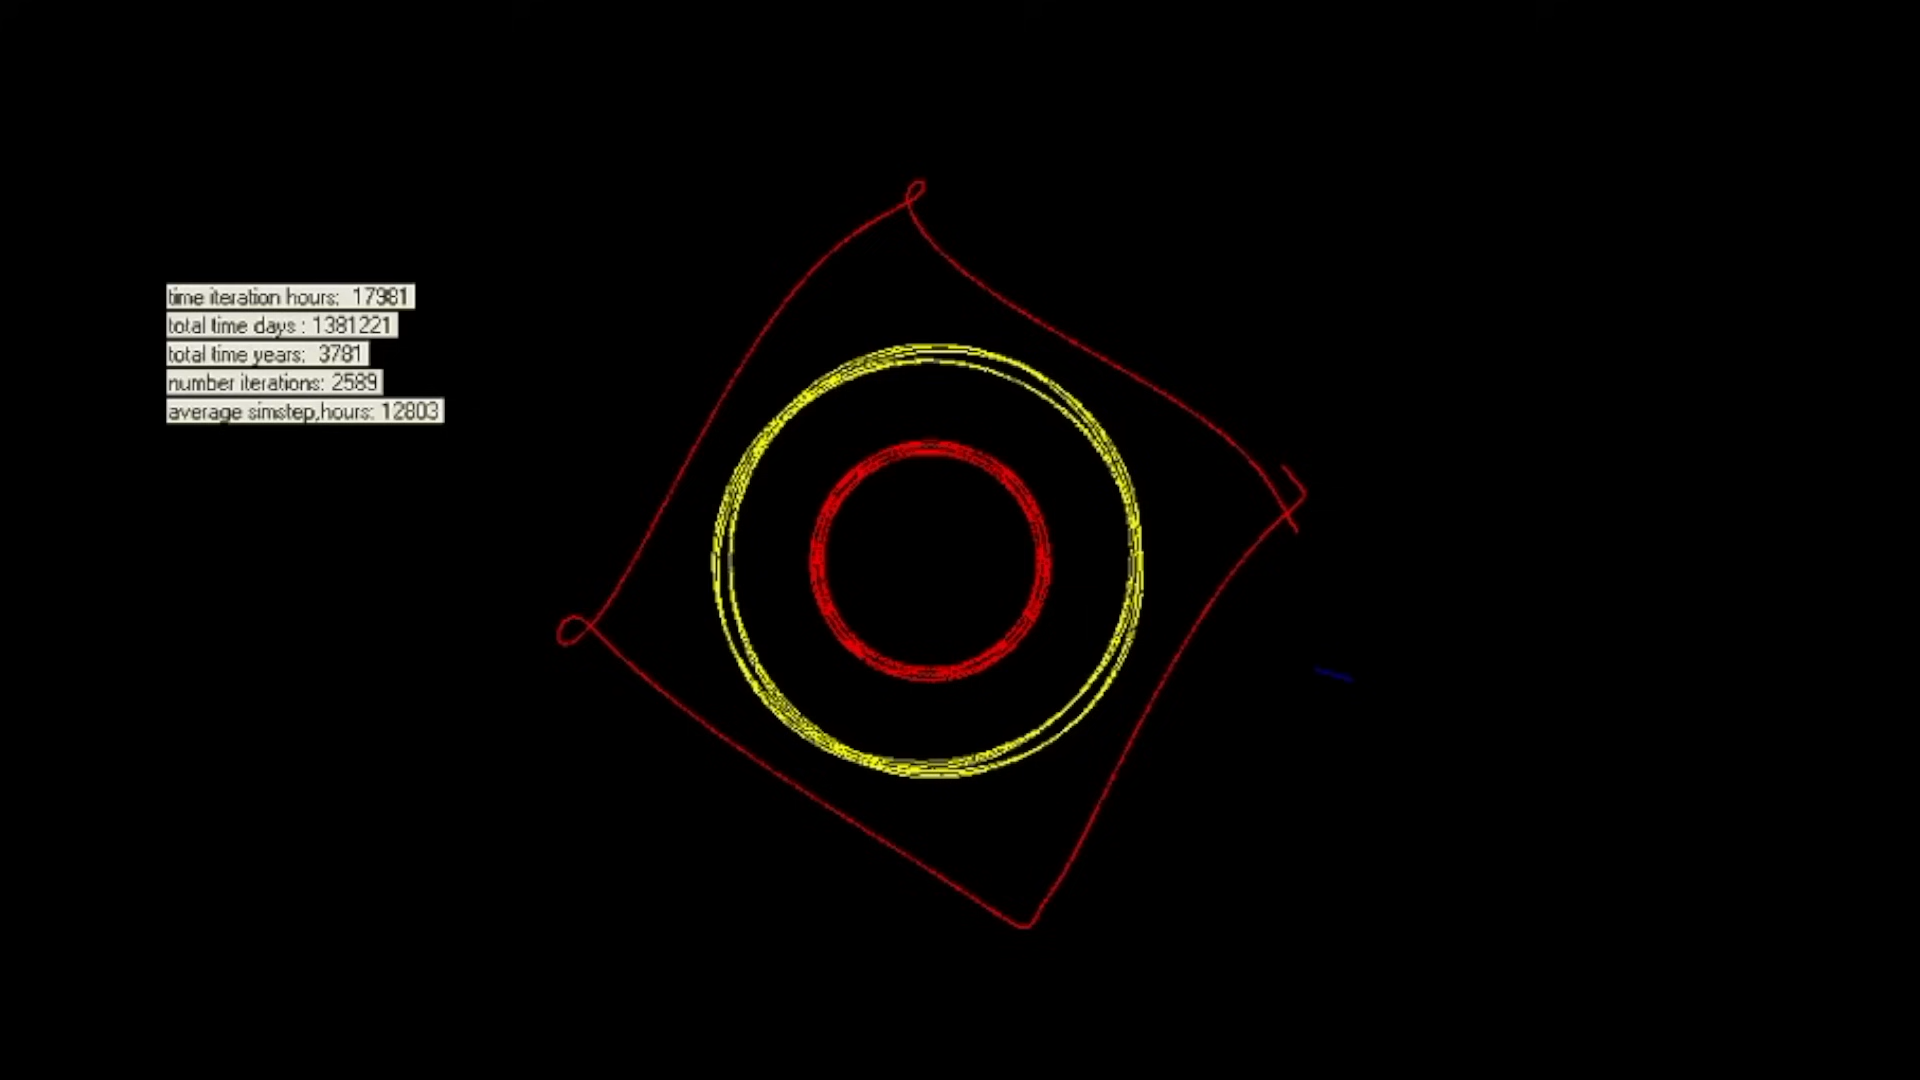 time iteration hours: 17981
total time days : 1381221
total time years: 3781
number iterations: 2589
average simstep,hours: 12803